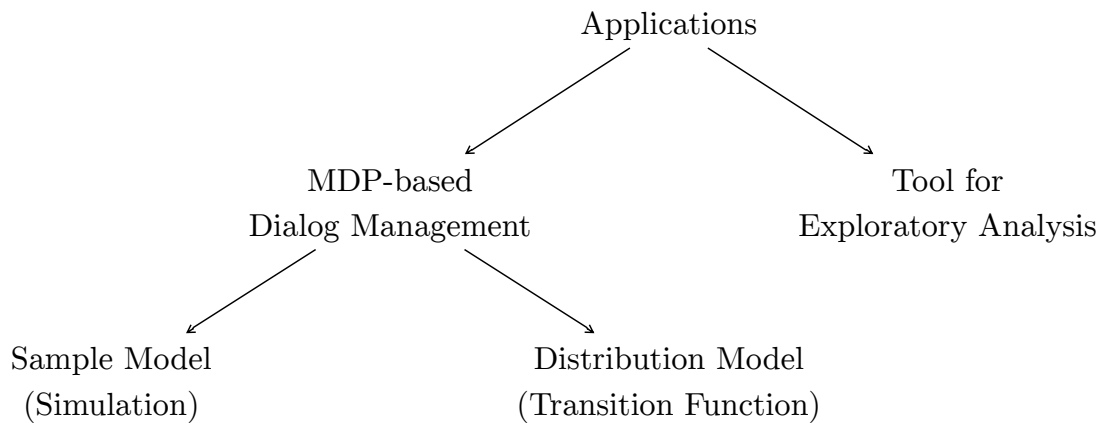 Applications
MDP-based
Dialog Management
Tool for
Exploratory Analysis
Sample Model
(Simulation)
Distribution Model
(Transition Function)